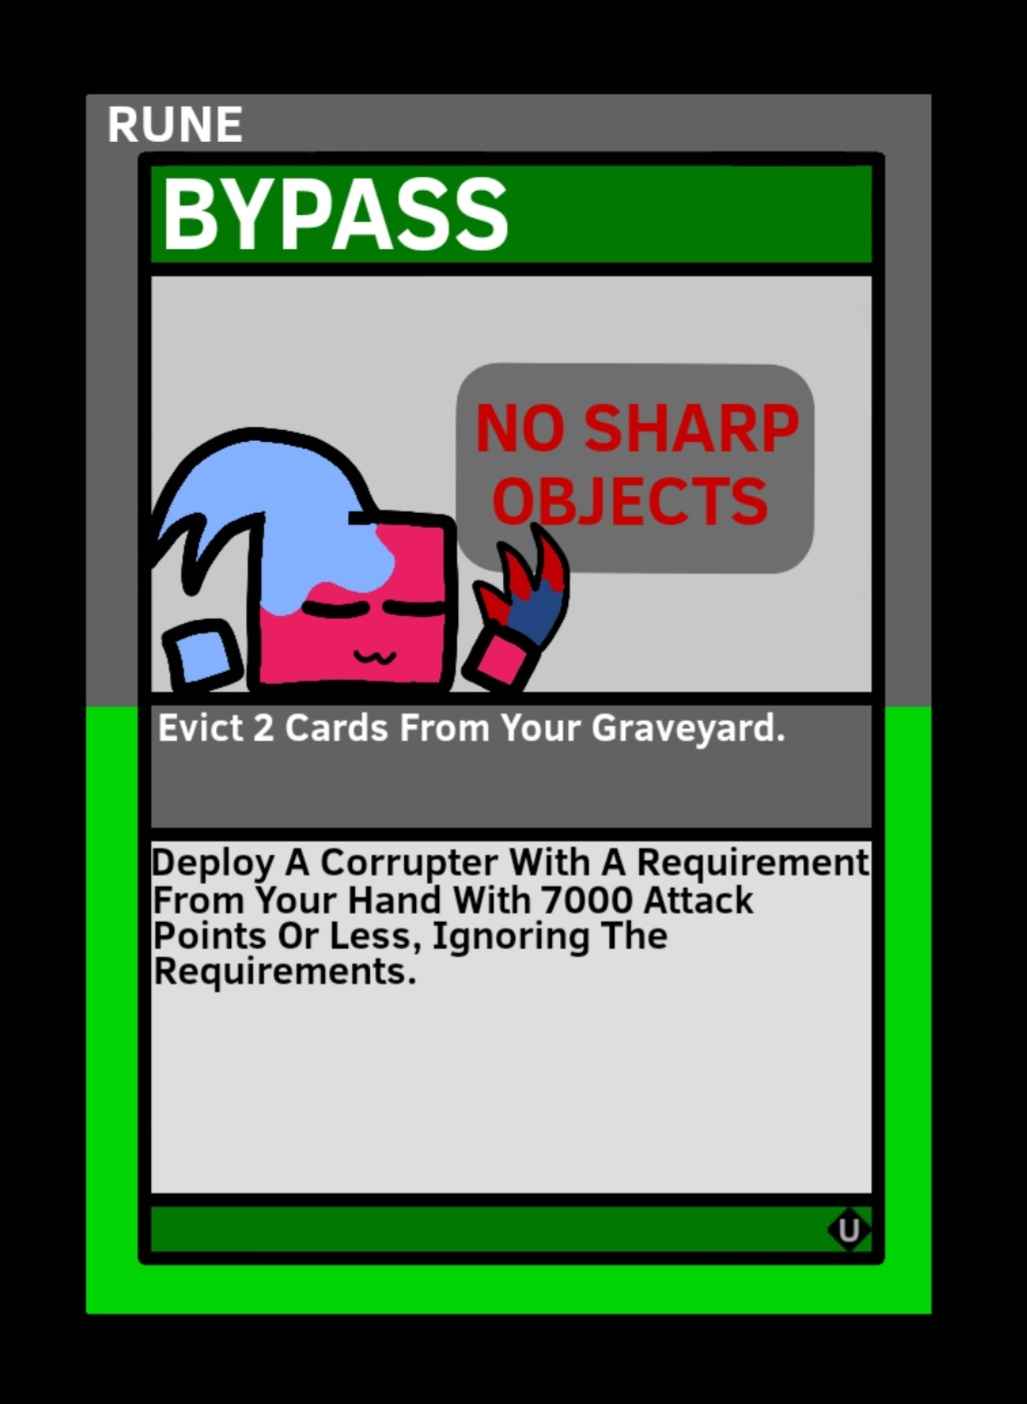 RUNE
BYPASS
NO SHARP
OBJECTS
Evict 2 Cards From Your Graveyard.
Deploy A Corrupter With A Requirement
From Your Hand With 7000 Attack
Points Or Less, Ignoring The
Requirements.
U